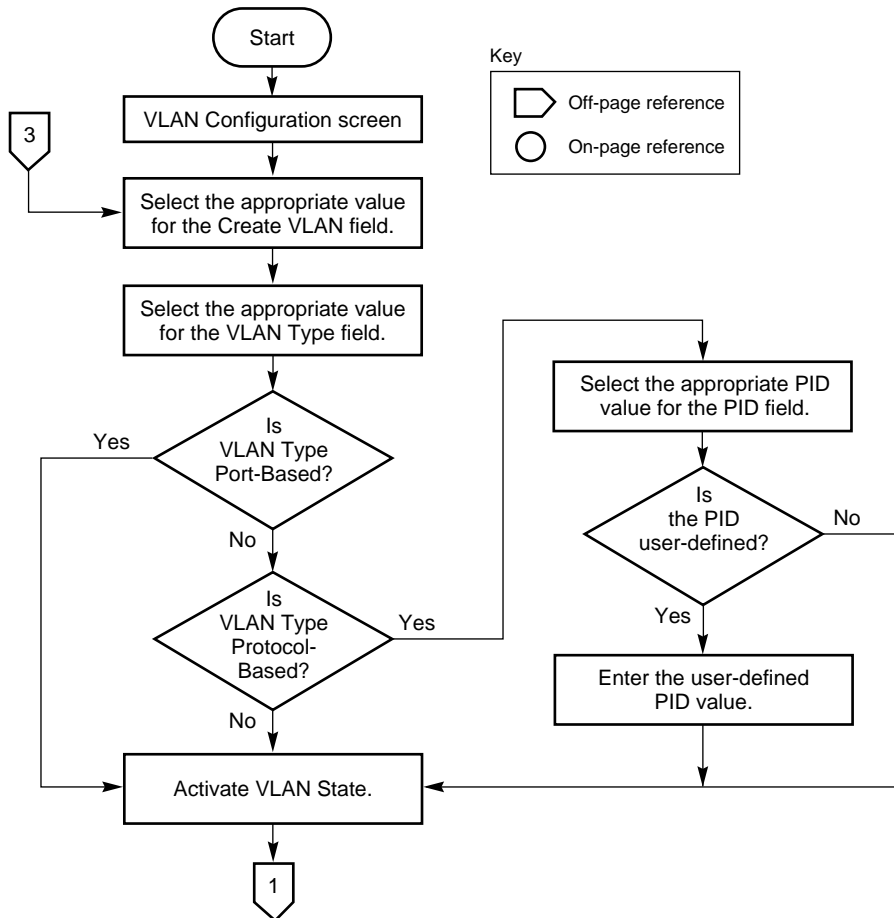 Start
Key
Off-page reference
On-page reference
VLAN Configuration screen
3
Select the appropriate value
for the Create VLAN field.
Select the appropriate value
for the VLAN Type field.
Is
VLAN Type
Port-Based?
Yes
No
Is
VLAN Type
Protocol-
Based?
Yes
No
Select the appropriate PID
value for the PID field.
Is
the PID
user-defined?
No
Yes
Enter the user-defined
PID value.
Activate VLAN State.
1